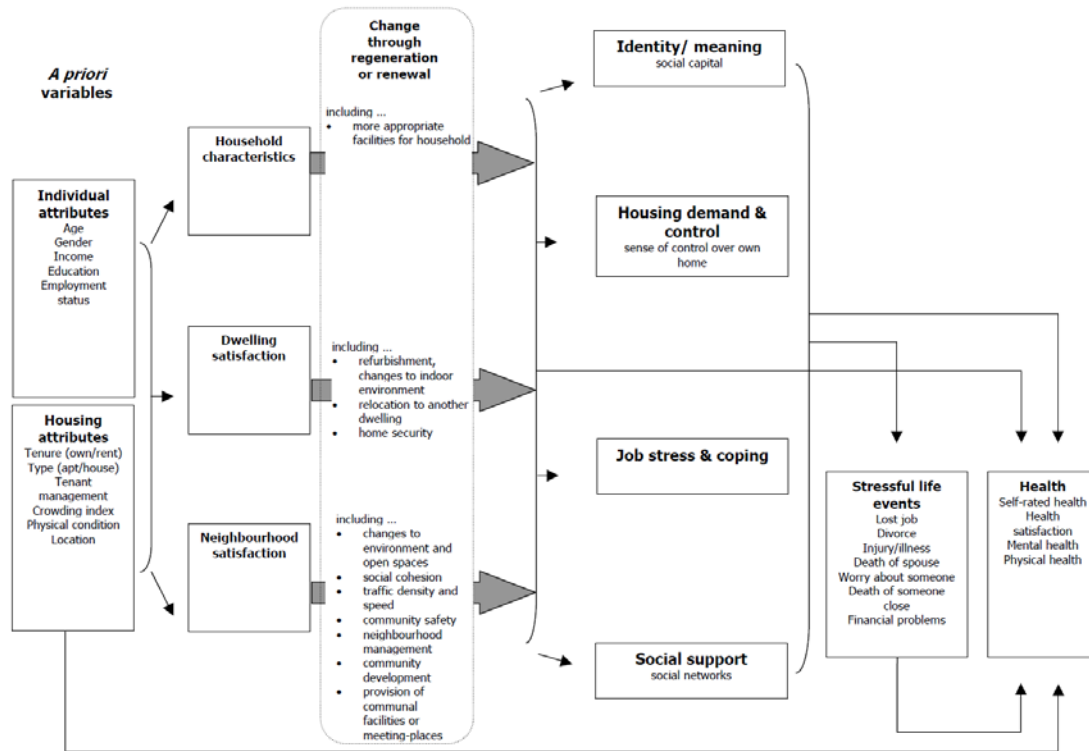 A priori
variables
Individual
attributes
Age
Gender
Income
Education
Employment
status
Housing
attributes
Tenure (own/rent)
Type (apt/house)
Tenant
management
Crowding index
Physical condition
Location
Household
characteristics
Dwelling
satisfaction
Neighbourhood
satisfaction
Change
through
regeneration
or renewal
including ...
• more appropriate
facilities for household
including ...
• refurbishment,
changes to indoor
environment
• relocation to another
dwelling
• home security
including ...
• changes to
environment and
open spaces
• social cohesion
• traffic density and
speed
• community safety
• neighbourhood
management
• community
development
• provision of
communal
facilities or
meeting-places
Identity/ meaning
social capital
Housing demand &
control
sense of control over own
home
Job stress & coping
Social support
social networks
Stressful life
events
Lost job
Divorce
Injury/illness
Death of spouse
Worry about someone
Death of someone
close
Financial problems
Health
Self-rated health
Health
satisfaction
Mental health
Physical health